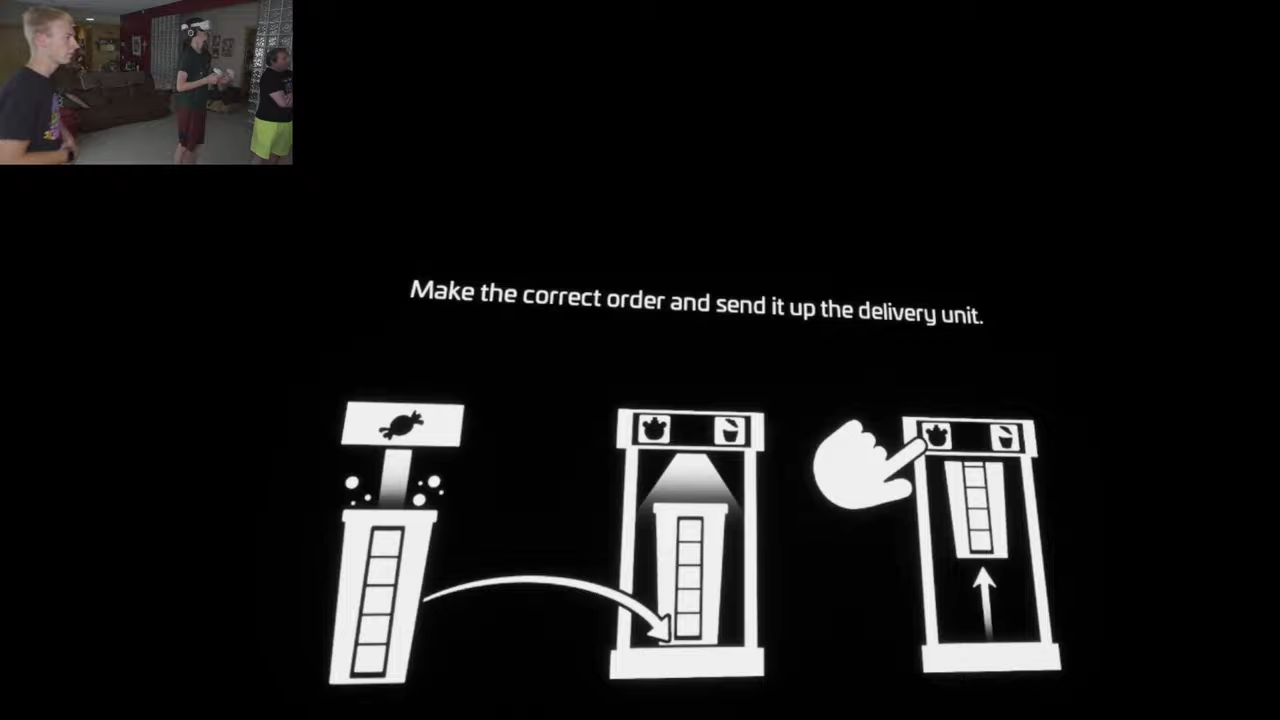 Make the correct order and send it up the delivery unit.